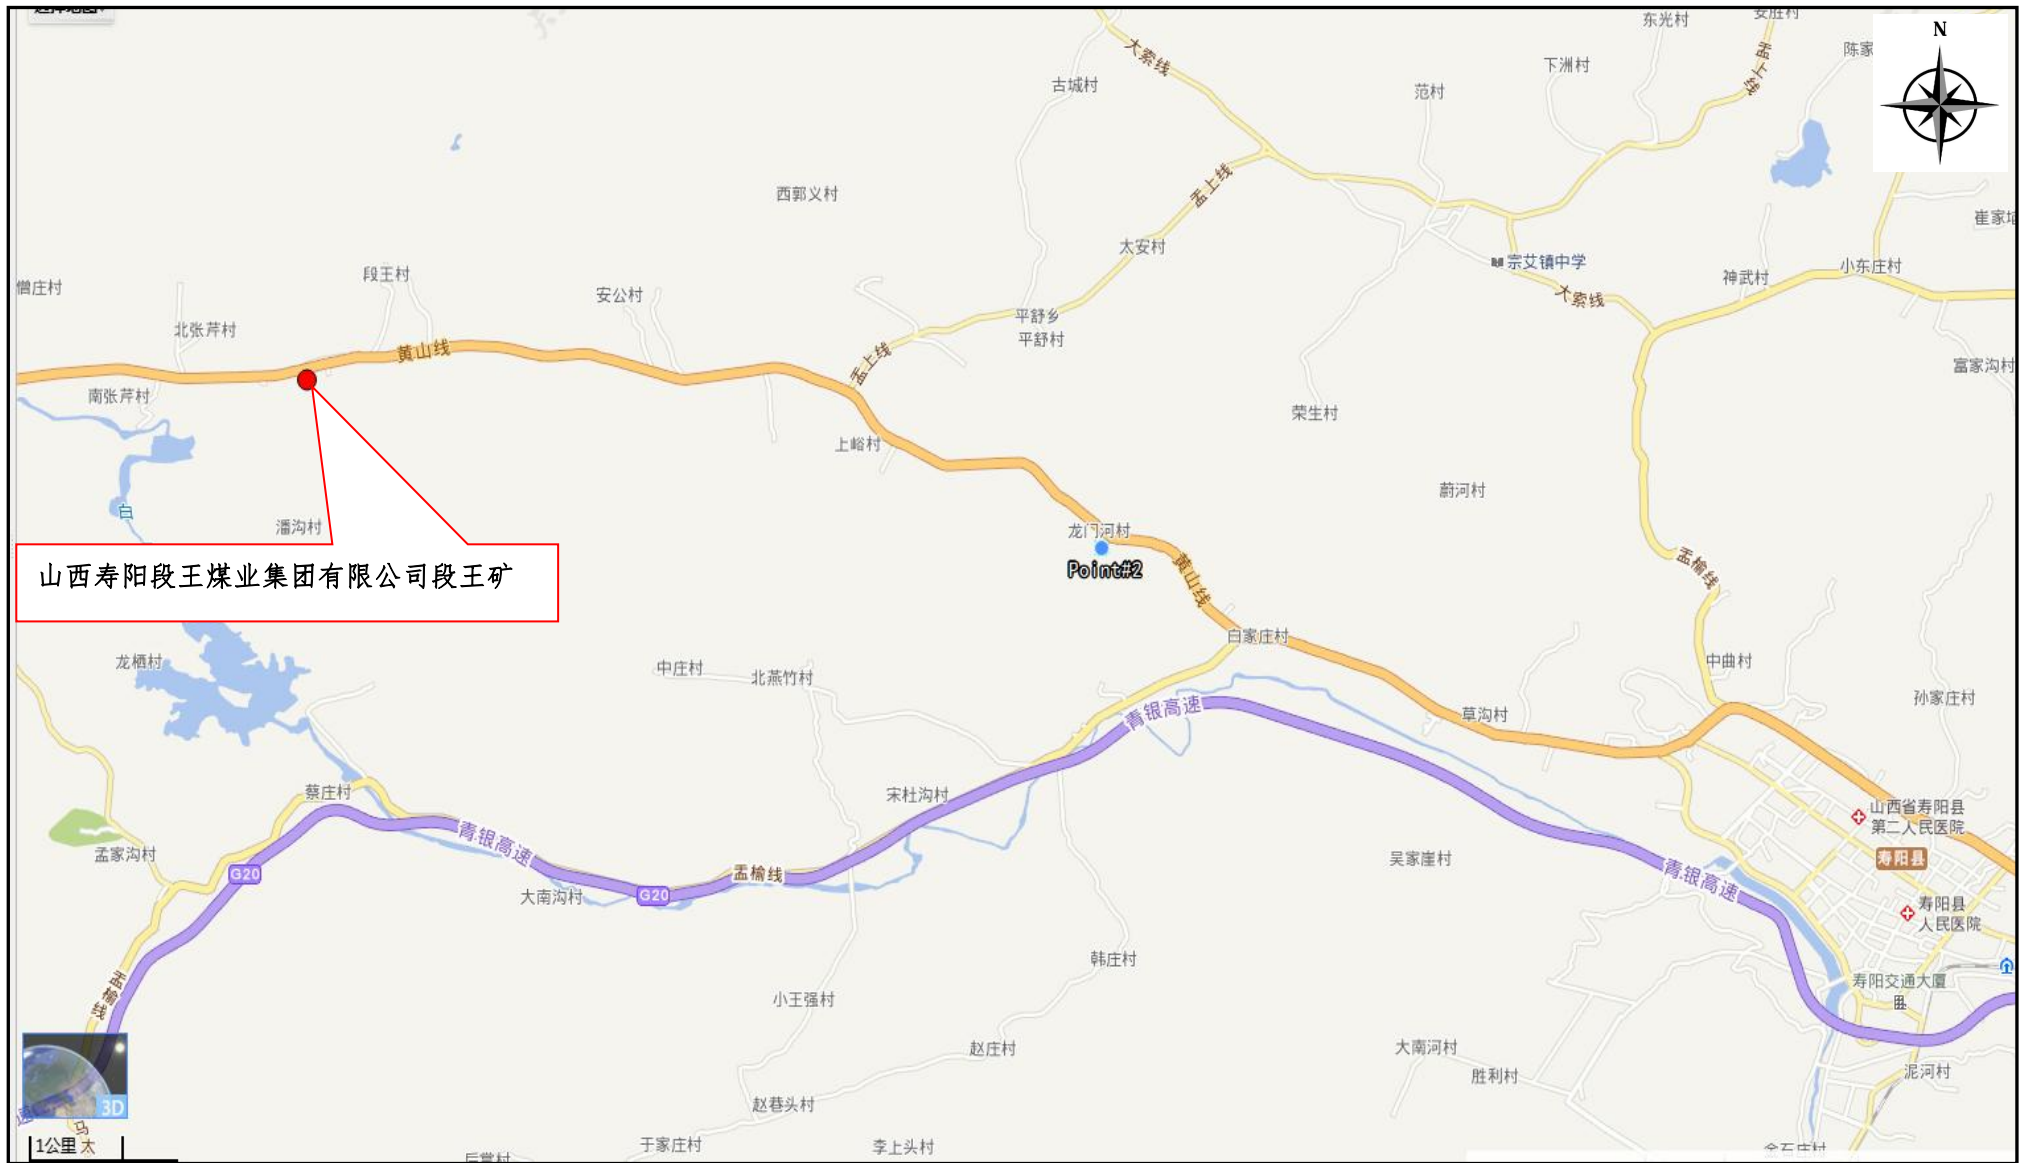 东光村
安胜村
N
大索线
孟上线
陈家
下洲村
古城村
范村
西郭义村
孟上线
崔家垴
太安村
宗艾镇中学
小东庄村
段王村
神武村
僧庄村
安公村
大索线
平舒乡
北张芹村
平舒村
黄山线
孟上线
富家沟村
南张芹村
荣生村
上峪村
蔚河村
白
潘沟村
龙门河村
Point#2
孟榆线
黄山线
山西寿阳段王煤业集团有限公司段王矿
白家庄村
龙栖村
中庄村
北燕竹村
中曲村
孙家庄村
青银高速
草沟村
蔡庄村
宋杜沟村
山西省寿阳县
第二人民医院
青银高速
孟家沟村
吴家崖村
寿阳县
G20
孟榆线
青银高速
大南沟村
G20
寿阳县
人民医院
韩庄村
孟榆线
小王强村
寿阳交通大厦
赵庄村
大南河村
胜利村
泥河村
3D
赵巷头村
马
1公里
太
于家庄村
李上头村
金石庄村
后掌村